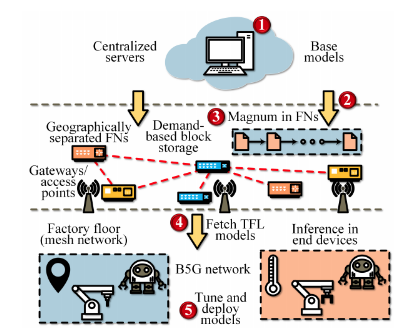 1
Centralized
servers
Base
models
2
Geographically
separated FNs
Demand-
based block
storage
3
Magnum in FNs
Gateways/
access
points
4
Fetch TFL
models
Factory floor
(mesh network)
Inference in
end devices
B5G network
5
Tune and
deploy
models